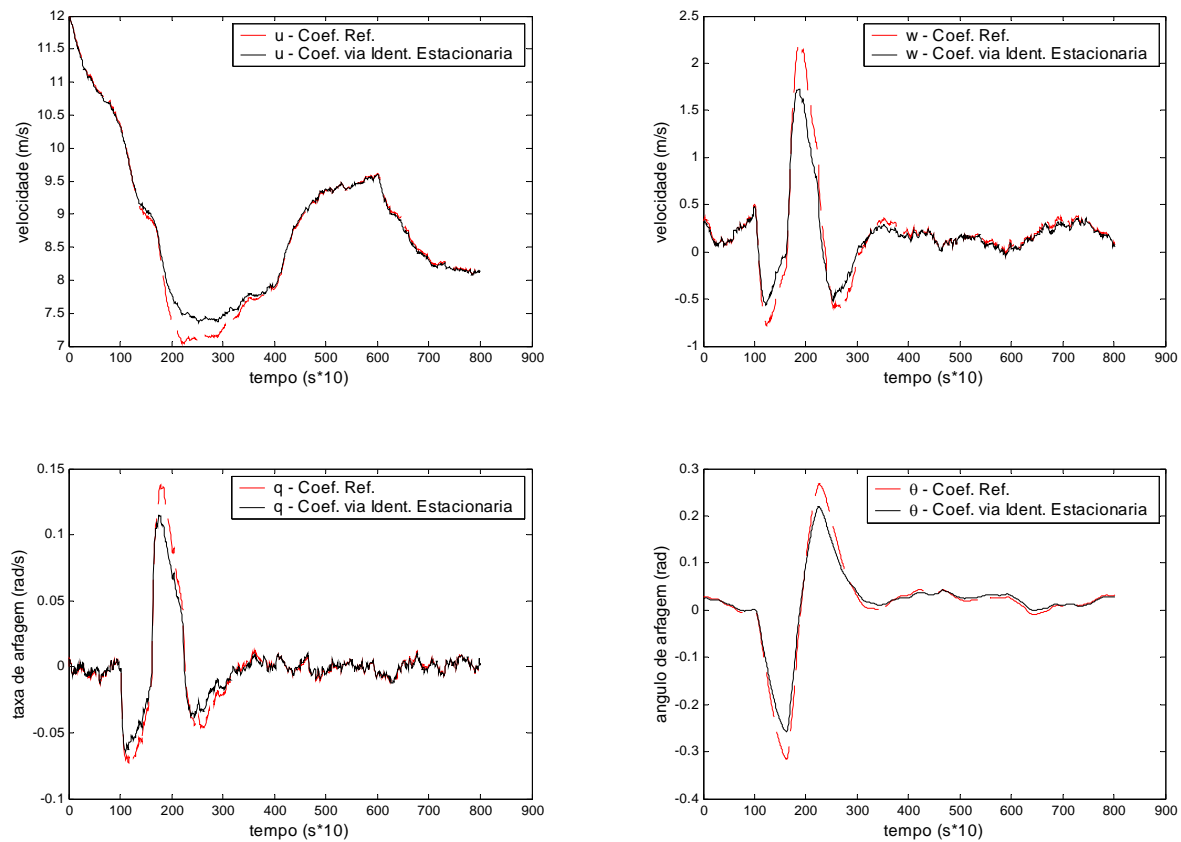 12
11
10
9
8.5
8
7.5
7
0 100 200 300 400 500 600 700 800 900
velocidade (m/s)
tempo (s*10)
u - Coef. Ref.
u - Coef. via Ident. Estacionaria
2.5
2
1.5
1
0.5
0
-0.5
-1
0 100 200 300 400 500 600 700 800 900
velocidade (m/s)
tempo (s*10)
w - Coef. Ref.
w - Coef. via Ident. Estacionaria
0.15
0.1
0.05
0
-0.05
-0.1
0 100 200 300 400 500 600 700 800 900
taxa de arfagem (rad/s)
tempo (s*10)
q - Coef. Ref.
q - Coef. via Ident. Estacionaria
0.3
0.2
0.1
0
-0.1
-0.2
-0.3
-0.4
0 100 200 300 400 500 600 700 800 900
angulo de arfagem (rad)
tempo (s*10)
θ - Coef. Ref.
θ - Coef. via Ident. Estacionaria